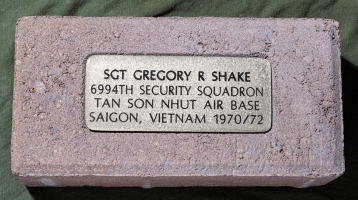 SGT GREGORY R SHAKE
6994TH SECURITY SQUADRON
TAN SON NHUT AIR BASE
SAIGON, VIETNAM 1970/72